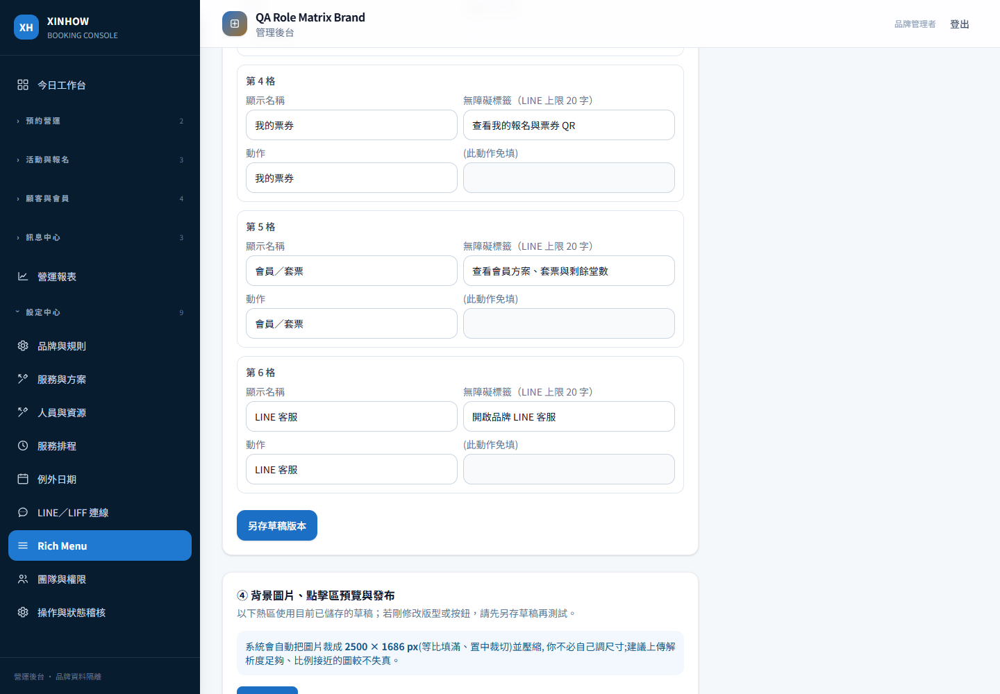 XH
XINHOW
BOOKING CONSOLE
今日工作台
預約營運 2
活動與報名 3
顧客與會員 4
訊息中心 3
營運報表
設定中心 9
品牌與規則
服務與方案
人員與資源
服務排程
例外日期
LINE／LIFF 連線
Rich Menu
團隊與權限
操作與狀態稽核
營運後台 · 品牌資料隔離
QA Role Matrix Brand
管理後台
品牌管理者
登出
第 4 格
顯示名稱 無障礙標籤（LINE 上限 20 字）
我的票券 查看我的報名與票券 QR
動作 (此動作免填)
我的票券
第 5 格
顯示名稱 無障礙標籤（LINE 上限 20 字）
會員／套票 查看會員方案、套票與剩餘堂數
動作 (此動作免填)
會員／套票
第 6 格
顯示名稱 無障礙標籤（LINE 上限 20 字）
LINE 客服 開啟品牌 LINE 客服
動作 (此動作免填)
LINE 客服
另存草稿版本
④ 背景圖片、點擊區預覽與發布
以下熱區使用目前已儲存的草稿；若剛修改版型或按鈕，請先另存草稿再測試。
系統會自動把圖片裁成 2500 × 1686 px(等比填滿、置中裁切)並壓縮, 你不必自己調尺寸;建議上傳解
析度足夠、比例接近的圖較不失真。